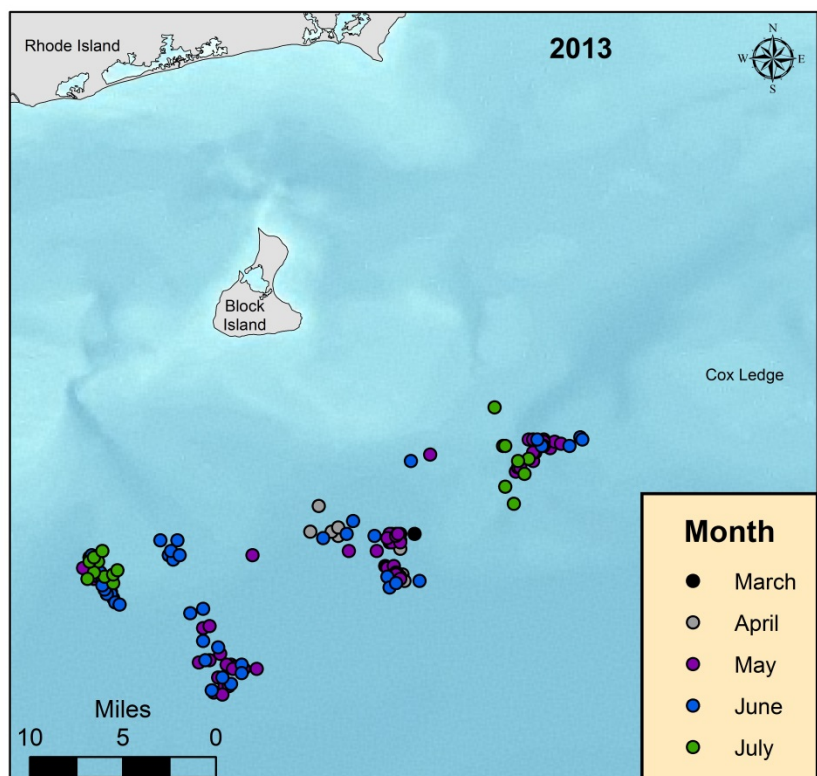 Rhode Island
2013
N
W E
S
Block
Island
Cox Ledge
Month
March
April
May
June
July
Miles
10 5 0